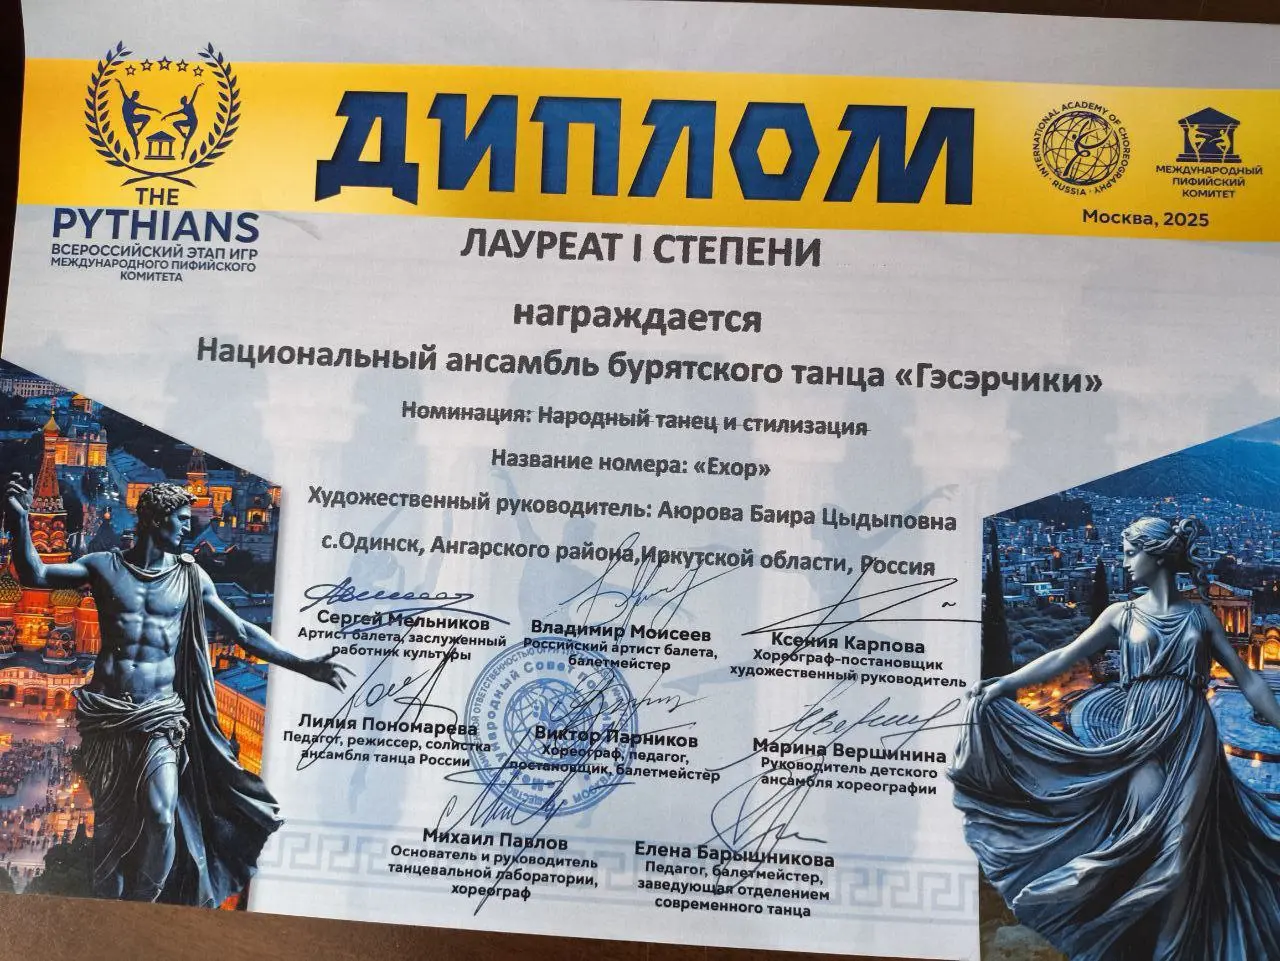 ДИПЛОМ
THE
PYTHIANS
ВСЕРОССИЙСКИЙ ЭТАП ИГР
МЕЖДУНАРОДНОГО ПИФИЙСКОГО
КОМИТЕТА
INTERNATIONAL ACADEMY OF CHOREOGRAPHY
RUSSIA
МЕЖДУНАРОДНЫЙ
ПИФИЙСКИЙ
КОМИТЕТ
Москва, 2025
ЛАУРЕАТ I СТЕПЕНИ
награждается
Национальный ансамбль бурятского танца «Гэсэрчики»
Номинация: Народный танец и стилизация
Название номера: «Ехор»
Художественный руководитель: Аюрова Баира Цыдыповна
с.Одинск, Ангарского района,Иркутской области, Россия
Сергей Мельников
Артист балета, заслуженный
работник культуры
Владимир Моисеев
Российский артист балета,
балетмейстер
Ксения Карпова
Хореограф-постановщик
художественный руководитель
Лилия Пономарева
Педагог, режиссер, солистка
ансамбля танца России
Виктор Парников
Хореограф, педагог,
постановщик, балетмейстер
Марина Вершинина
Руководитель детского
ансамбля хореографии
Михаил Павлов
Основатель и руководитель
танцевальной лаборатории,
хореограф
Елена Барышникова
Педагог, балетмейстер,
заведующая отделением
современного танца